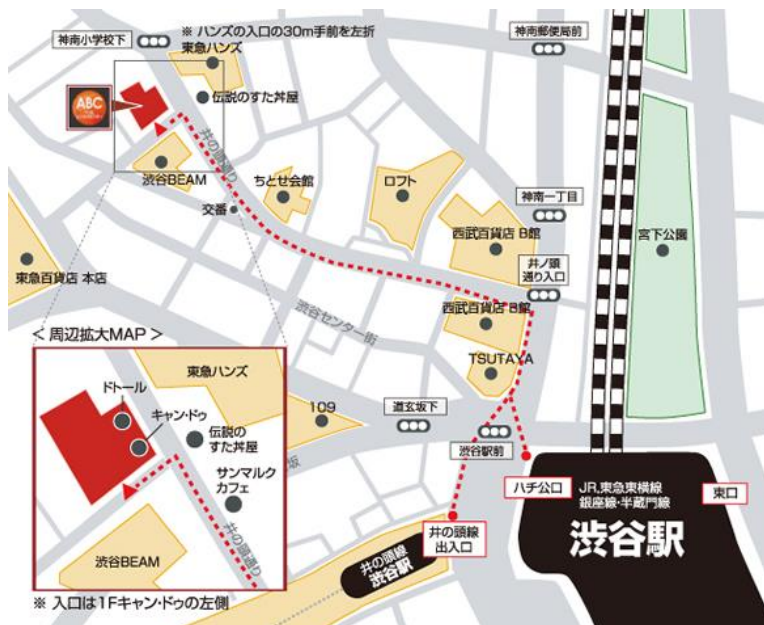 ※ ハンズの入口の30m手前を左折
神南小学校下
東急ハンズ
神南郵便局前
ABC
伝説のすた丼屋
井の頭通り
渋谷BEAM
ちとせ会館
ロフト
神南一丁目
交番
西武百貨店 B館
宮下公園
東急百貨店 本店
井ノ頭
通り入口
渋谷センター街
西武百貨店 B館
TSUTAYA
109
道玄坂下
渋谷駅前
坂
ハチ公口
JR、東急東横線
銀座線・半蔵門線
渋谷駅
東口
井の頭線
出入口
井の頭線
渋谷駅
< 周辺拡大MAP >
東急ハンズ
ドトール
キャン・ドゥ
伝説の
すた丼屋
サンマルク
カフェ
井の頭通り
渋谷BEAM
※ 入口は1Fキャン・ドゥの左側